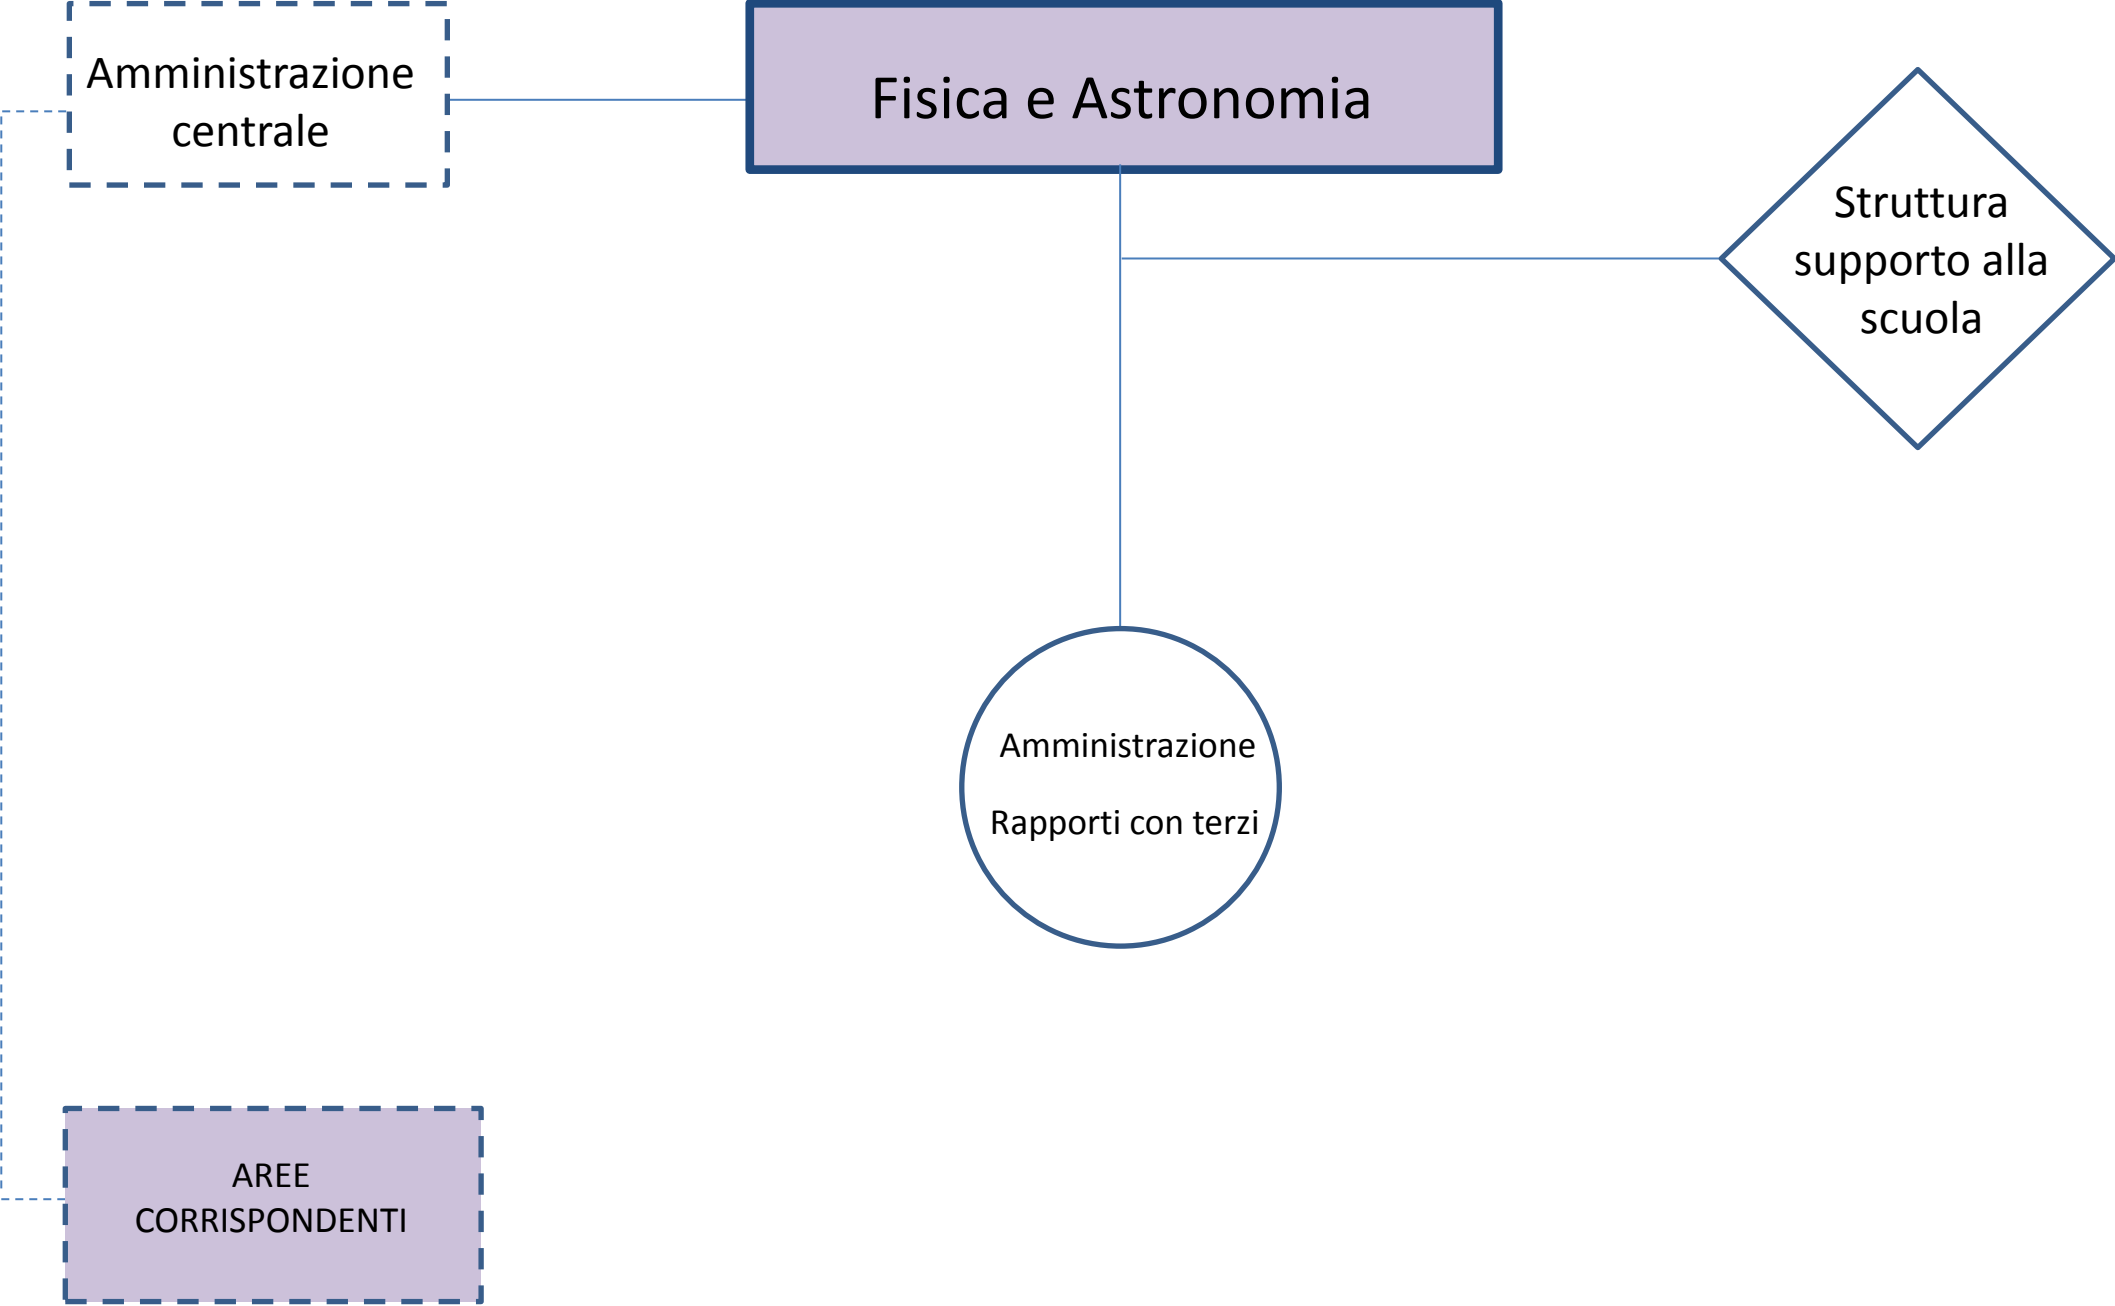 Amministrazione
centrale
Fisica e Astronomia
Struttura
supporto alla
scuola
Amministrazione
Rapporti con terzi
AREE
CORRISPONDENTI